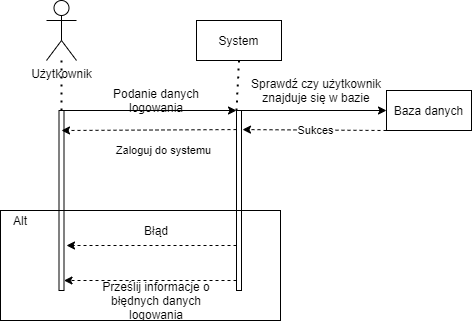 System
Użytkownik
Podanie danych
logowania
Sprawdź czy użytkownik
znajduje się w bazie
Baza danych
Sukces
Zaloguj do systemu
Alt
Błąd
Prześlij informacje o
błędnych danych
logowania